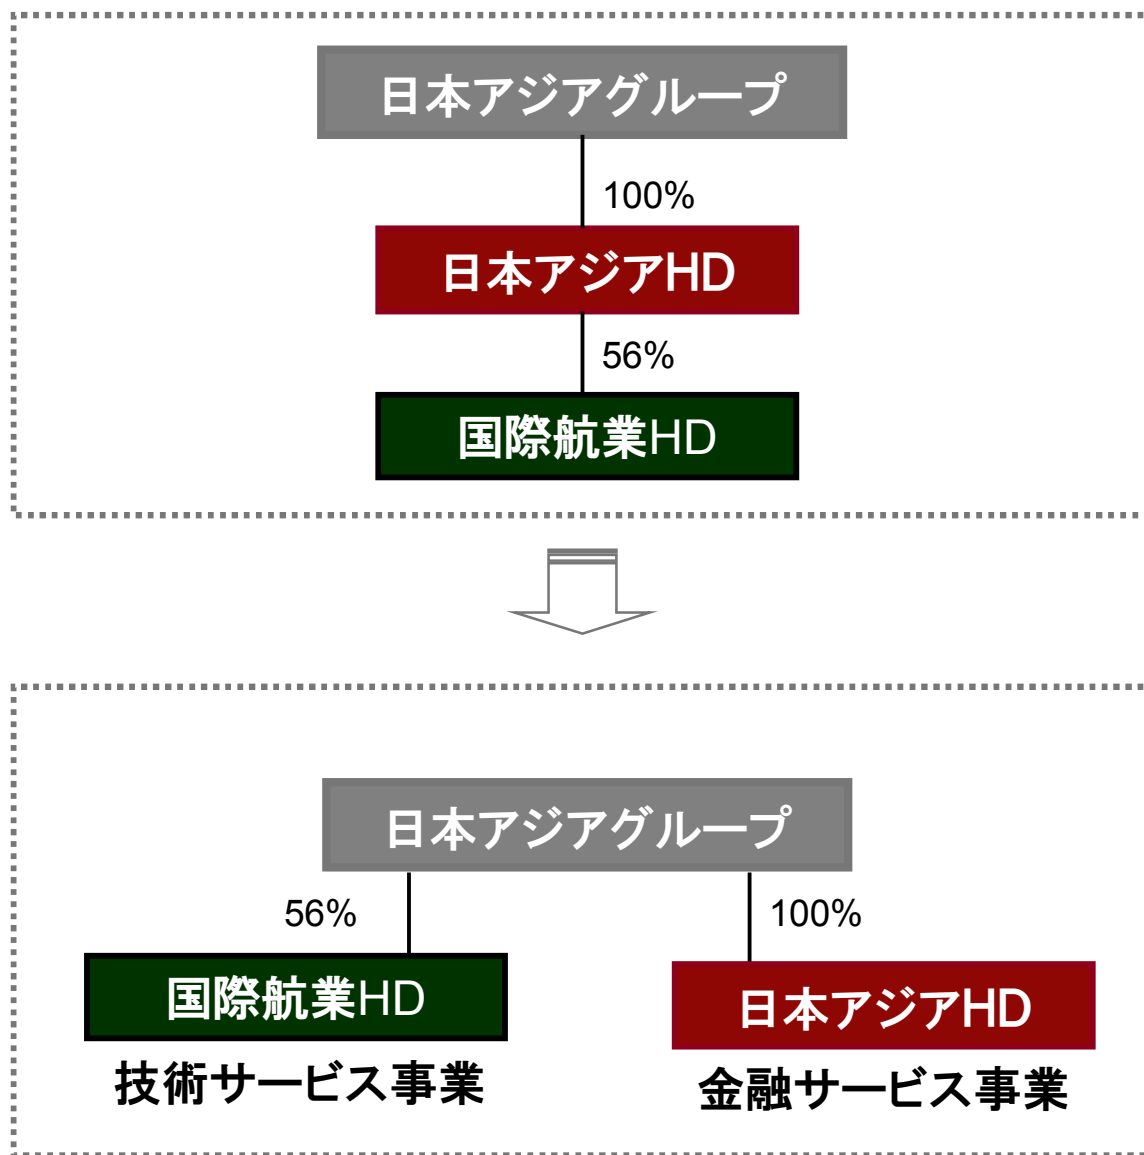 日本アジアグループ
100%
日本アジアHD
56%
国際航業HD
日本アジアグループ
56%
100%
国際航業HD
日本アジアHD
技術サービス事業
金融サービス事業